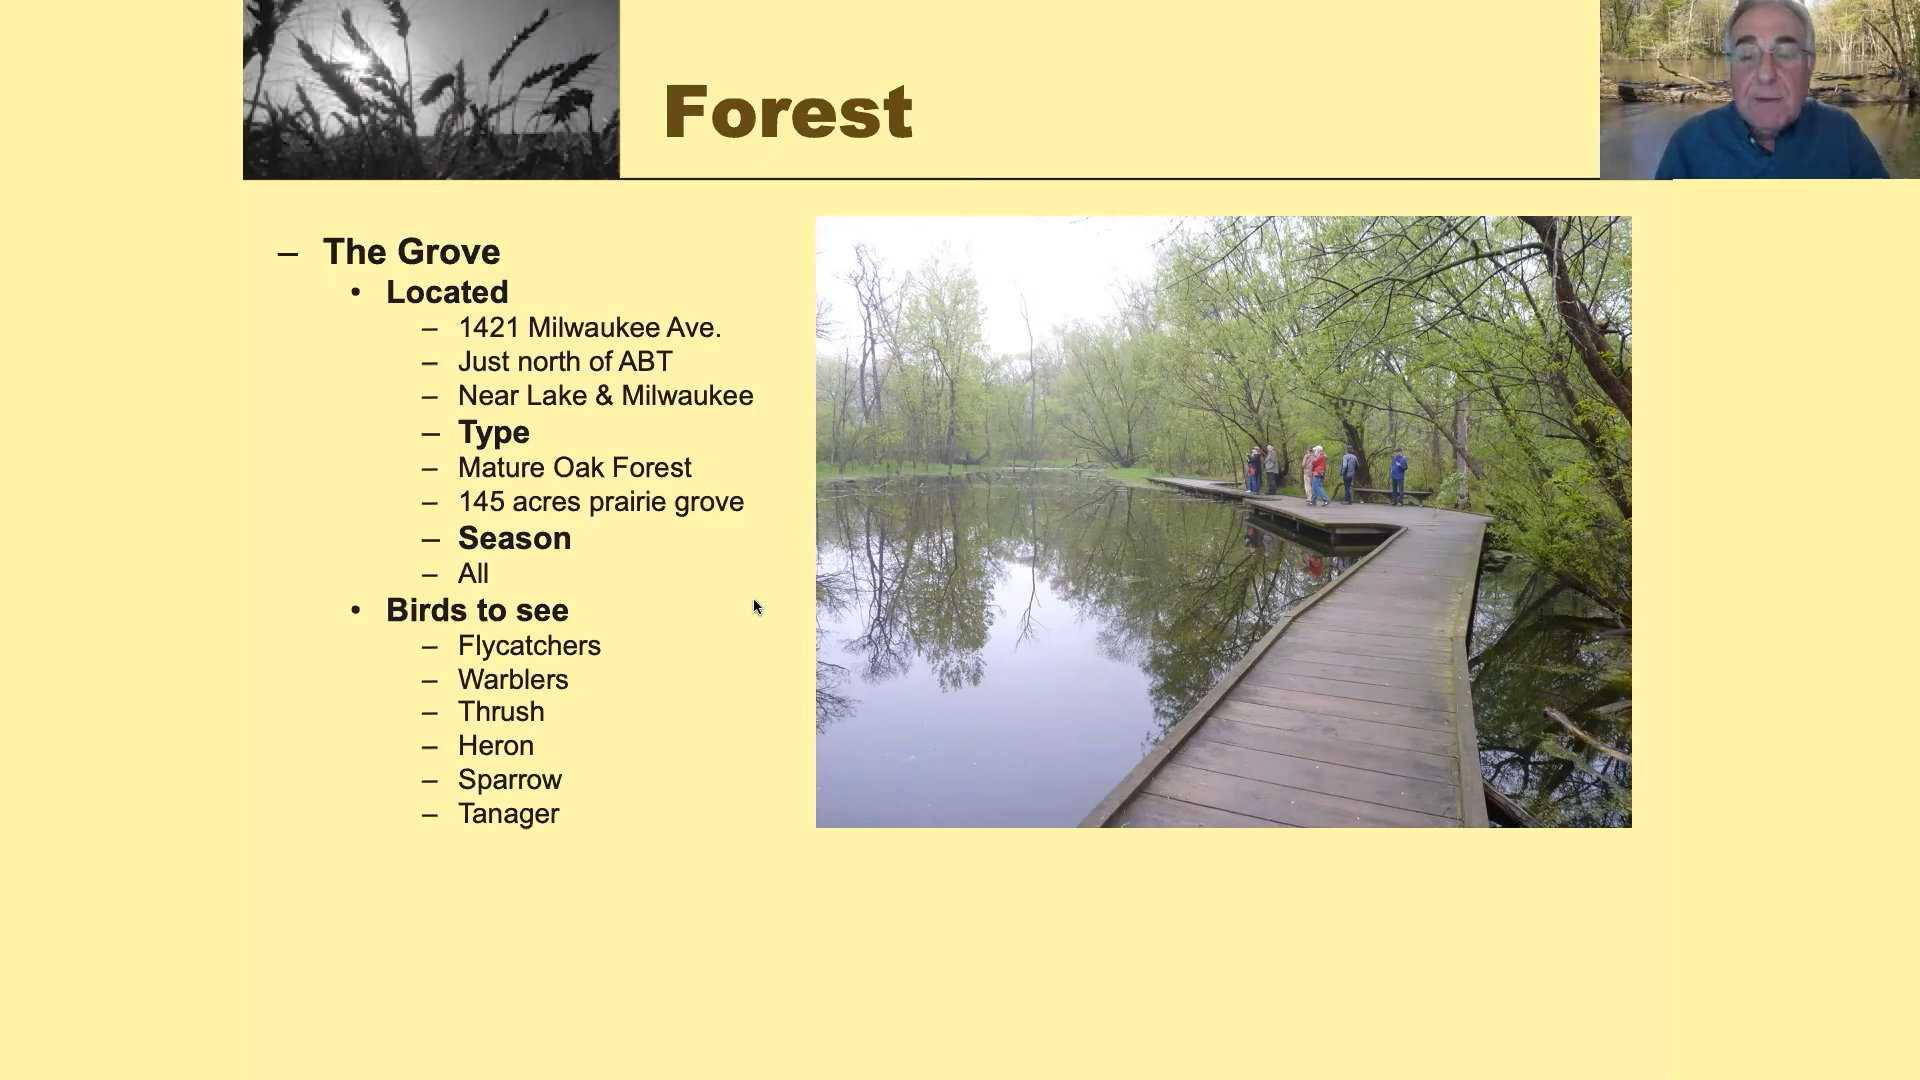 Forest
– The Grove
• Located
– 1421 Milwaukee Ave.
– Just north of ABT
– Near Lake & Milwaukee
– Type
– Mature Oak Forest
– 145 acres prairie grove
– Season
– All
• Birds to see
– Flycatchers
– Warblers
– Thrush
– Heron
– Sparrow
– Tanager